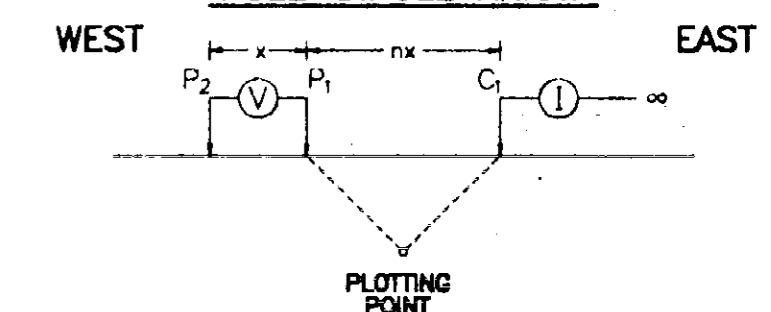 WEST
x
nx
EAST
P₂
V
P₁
C₁
I
∞
PLOTTING
POINT